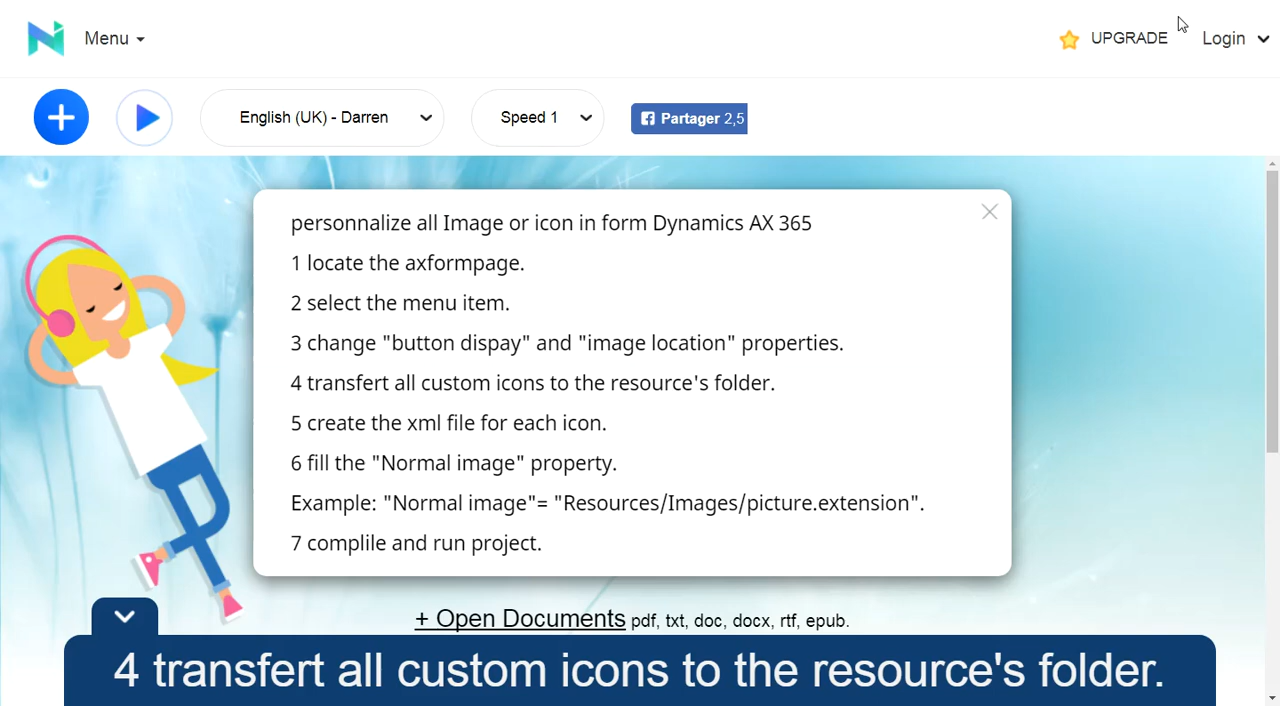 Menu
UPGRADE
Login
English (UK) - Darren
Speed 1
Partager 2,5
personnalize all Image or icon in form Dynamics AX 365
1 locate the axformpage.
2 select the menu item.
3 change "button dispay" and "image location" properties.
4 transfert all custom icons to the resource's folder.
5 create the xml file for each icon.
6 fill the "Normal image" property.
Example: "Normal image"= "Resources/Images/picture.extension".
7 complile and run project.
+ Open Documents pdf, txt, doc, docx, rtf, epub.
4 transfert all custom icons to the resource's folder.